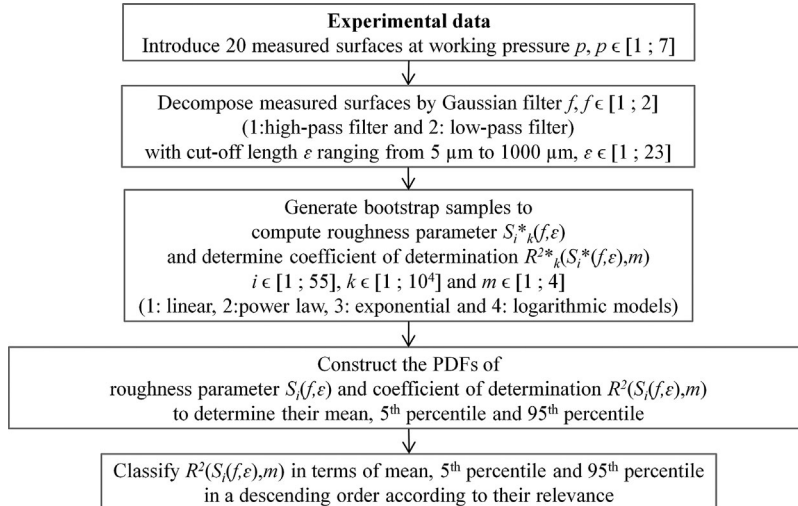 Experimental data
Introduce 20 measured surfaces at working pressure p, p ϵ [1 ; 7]
Decompose measured surfaces by Gaussian filter f, f ϵ [1 ; 2]
(1:high-pass filter and 2: low-pass filter)
with cut-off length ε ranging from 5 µm to 1000 µm, ε ϵ [1 ; 23]
Generate bootstrap samples to
compute roughness parameter Sᵢ*ₖ(f,ε)
and determine coefficient of determination R²*ₖ(Sᵢ*(f,ε),m)
i ϵ [1 ; 55], k ϵ [1 ; 10⁴] and m ϵ [1 ; 4]
(1: linear, 2:power law, 3: exponential and 4: logarithmic models)
Construct the PDFs of
roughness parameter Sᵢ(f,ε) and coefficient of determination R²(Sᵢ(f,ε),m)
to determine their mean, 5th percentile and 95th percentile
Classify R²(Sᵢ(f,ε),m) in terms of mean, 5th percentile and 95th percentile
in a descending order according to their relevance